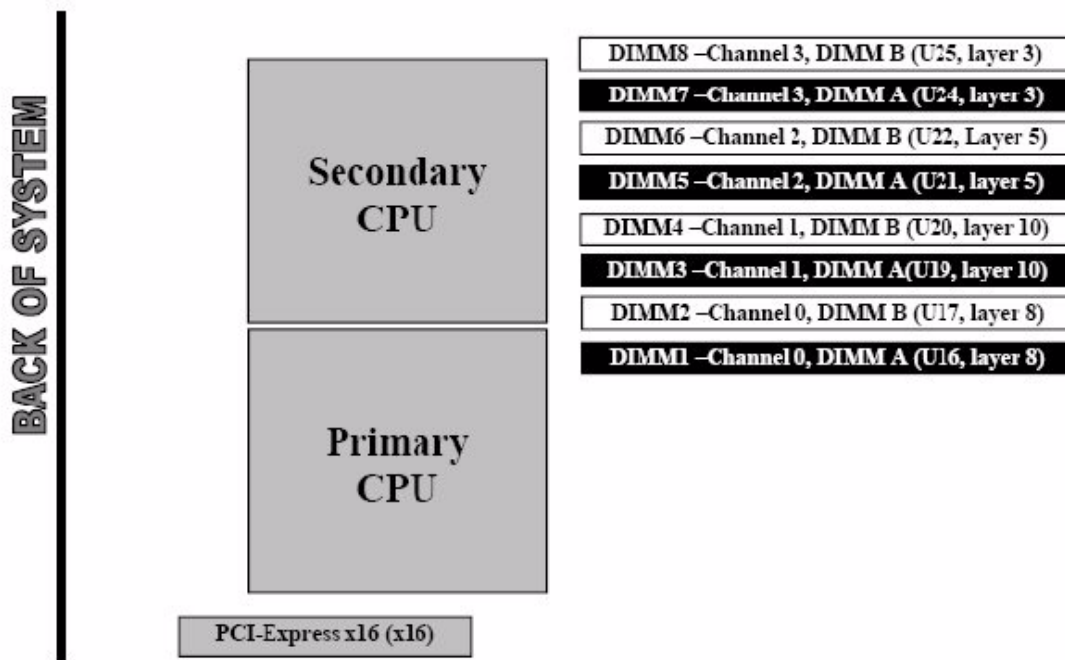 BACK OF SYSTEM
DIMM8 –Channel 3, DIMM B (U25, layer 3)
DIMM7 –Channel 3, DIMM A (U24, layer 3)
DIMM6 –Channel 2, DIMM B (U22, Layer 5)
DIMM5 –Channel 2, DIMM A (U21, layer 5)
DIMM4 –Channel 1, DIMM B (U20, layer 10)
DIMM3 –Channel 1, DIMM A(U19, layer 10)
DIMM2 –Channel 0, DIMM B (U17, layer 8)
DIMM1 –Channel 0, DIMM A (U16, layer 8)
Secondary
CPU
Primary
CPU
PCI-Express x16 (x16)